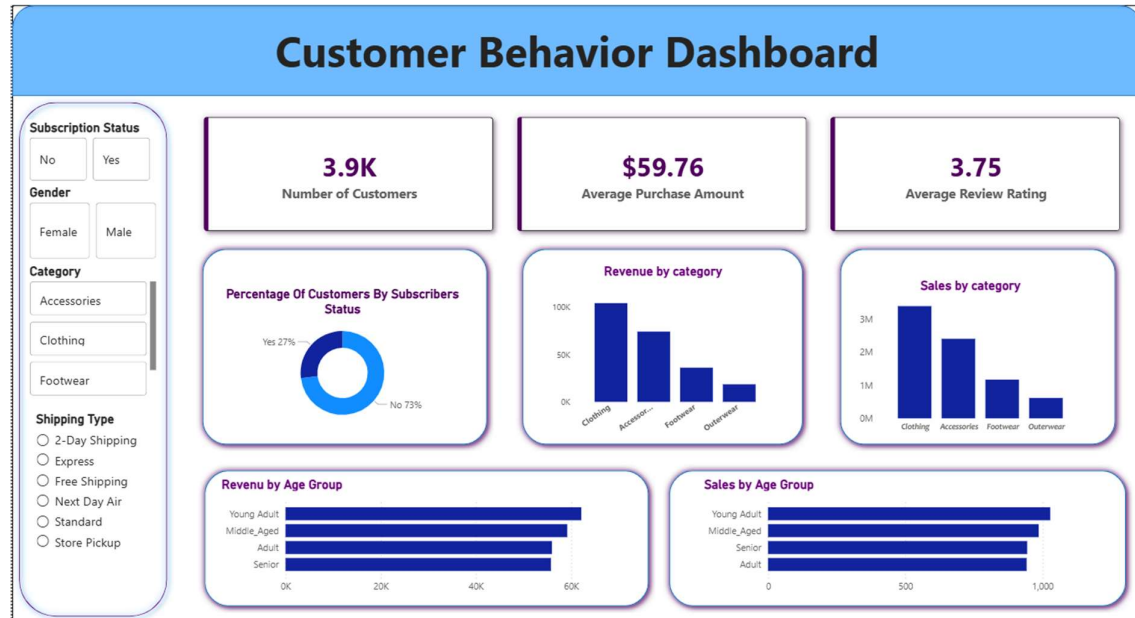 Customer Behavior Dashboard
Subscription Status
No
Yes
Gender
Female
Male
Category
Accessories
Clothing
Footwear
Shipping Type
2-Day Shipping
Express
Free Shipping
Next Day Air
Standard
Store Pickup
3.9K
Number of Customers
$59.76
Average Purchase Amount
3.75
Average Review Rating
Percentage Of Customers By Subscribers
Status
Yes 27%
No 73%
Revenue by category
100K
50K
0K
Clothing
Accessor...
Footwear
Outerwear
Sales by category
3M
2M
1M
0M
Clothing
Accessories
Footwear
Outerwear
Revenu by Age Group
Young Adult
Middle_Aged
Adult
Senior
0K
20K
40K
60K
Sales by Age Group
Young Adult
Middle_Aged
Senior
Adult
0
500
1,000